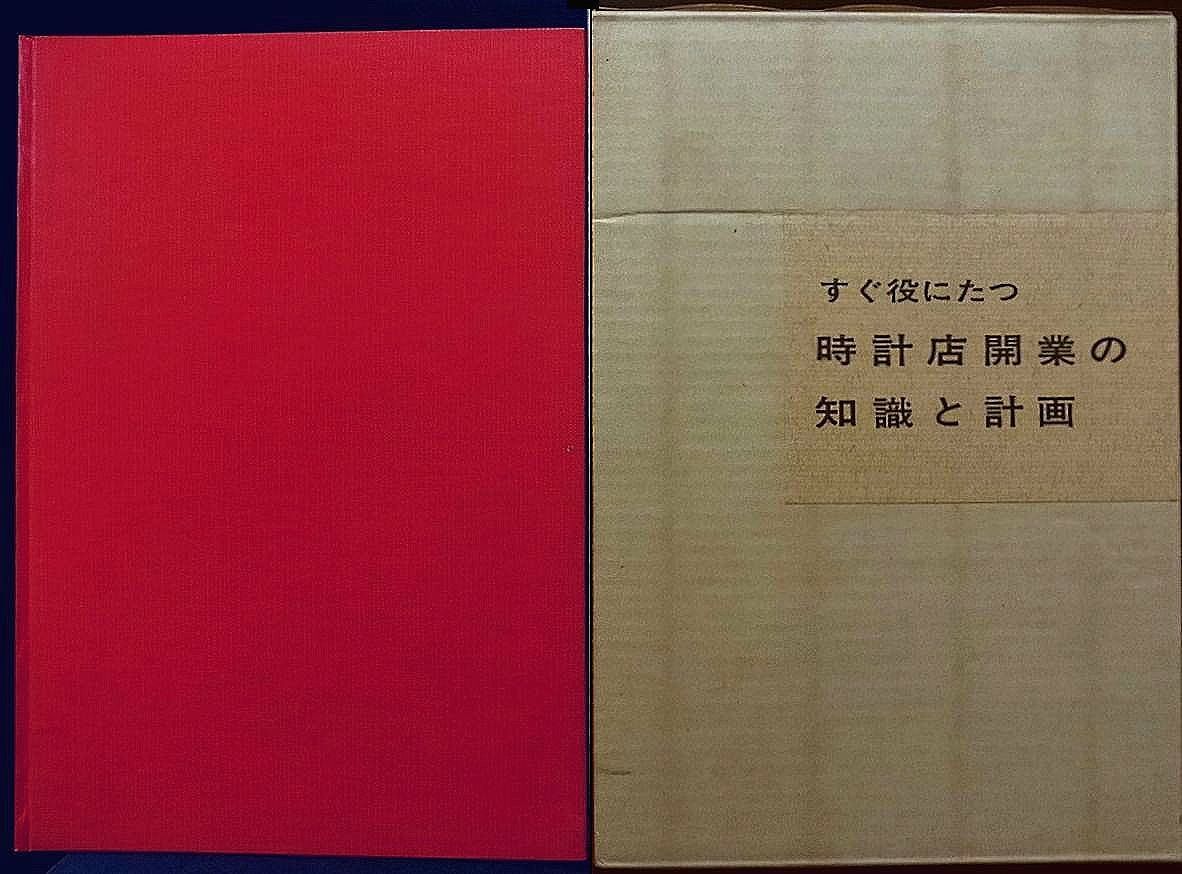 すぐ役にたつ
時計店開業の
知識と計画